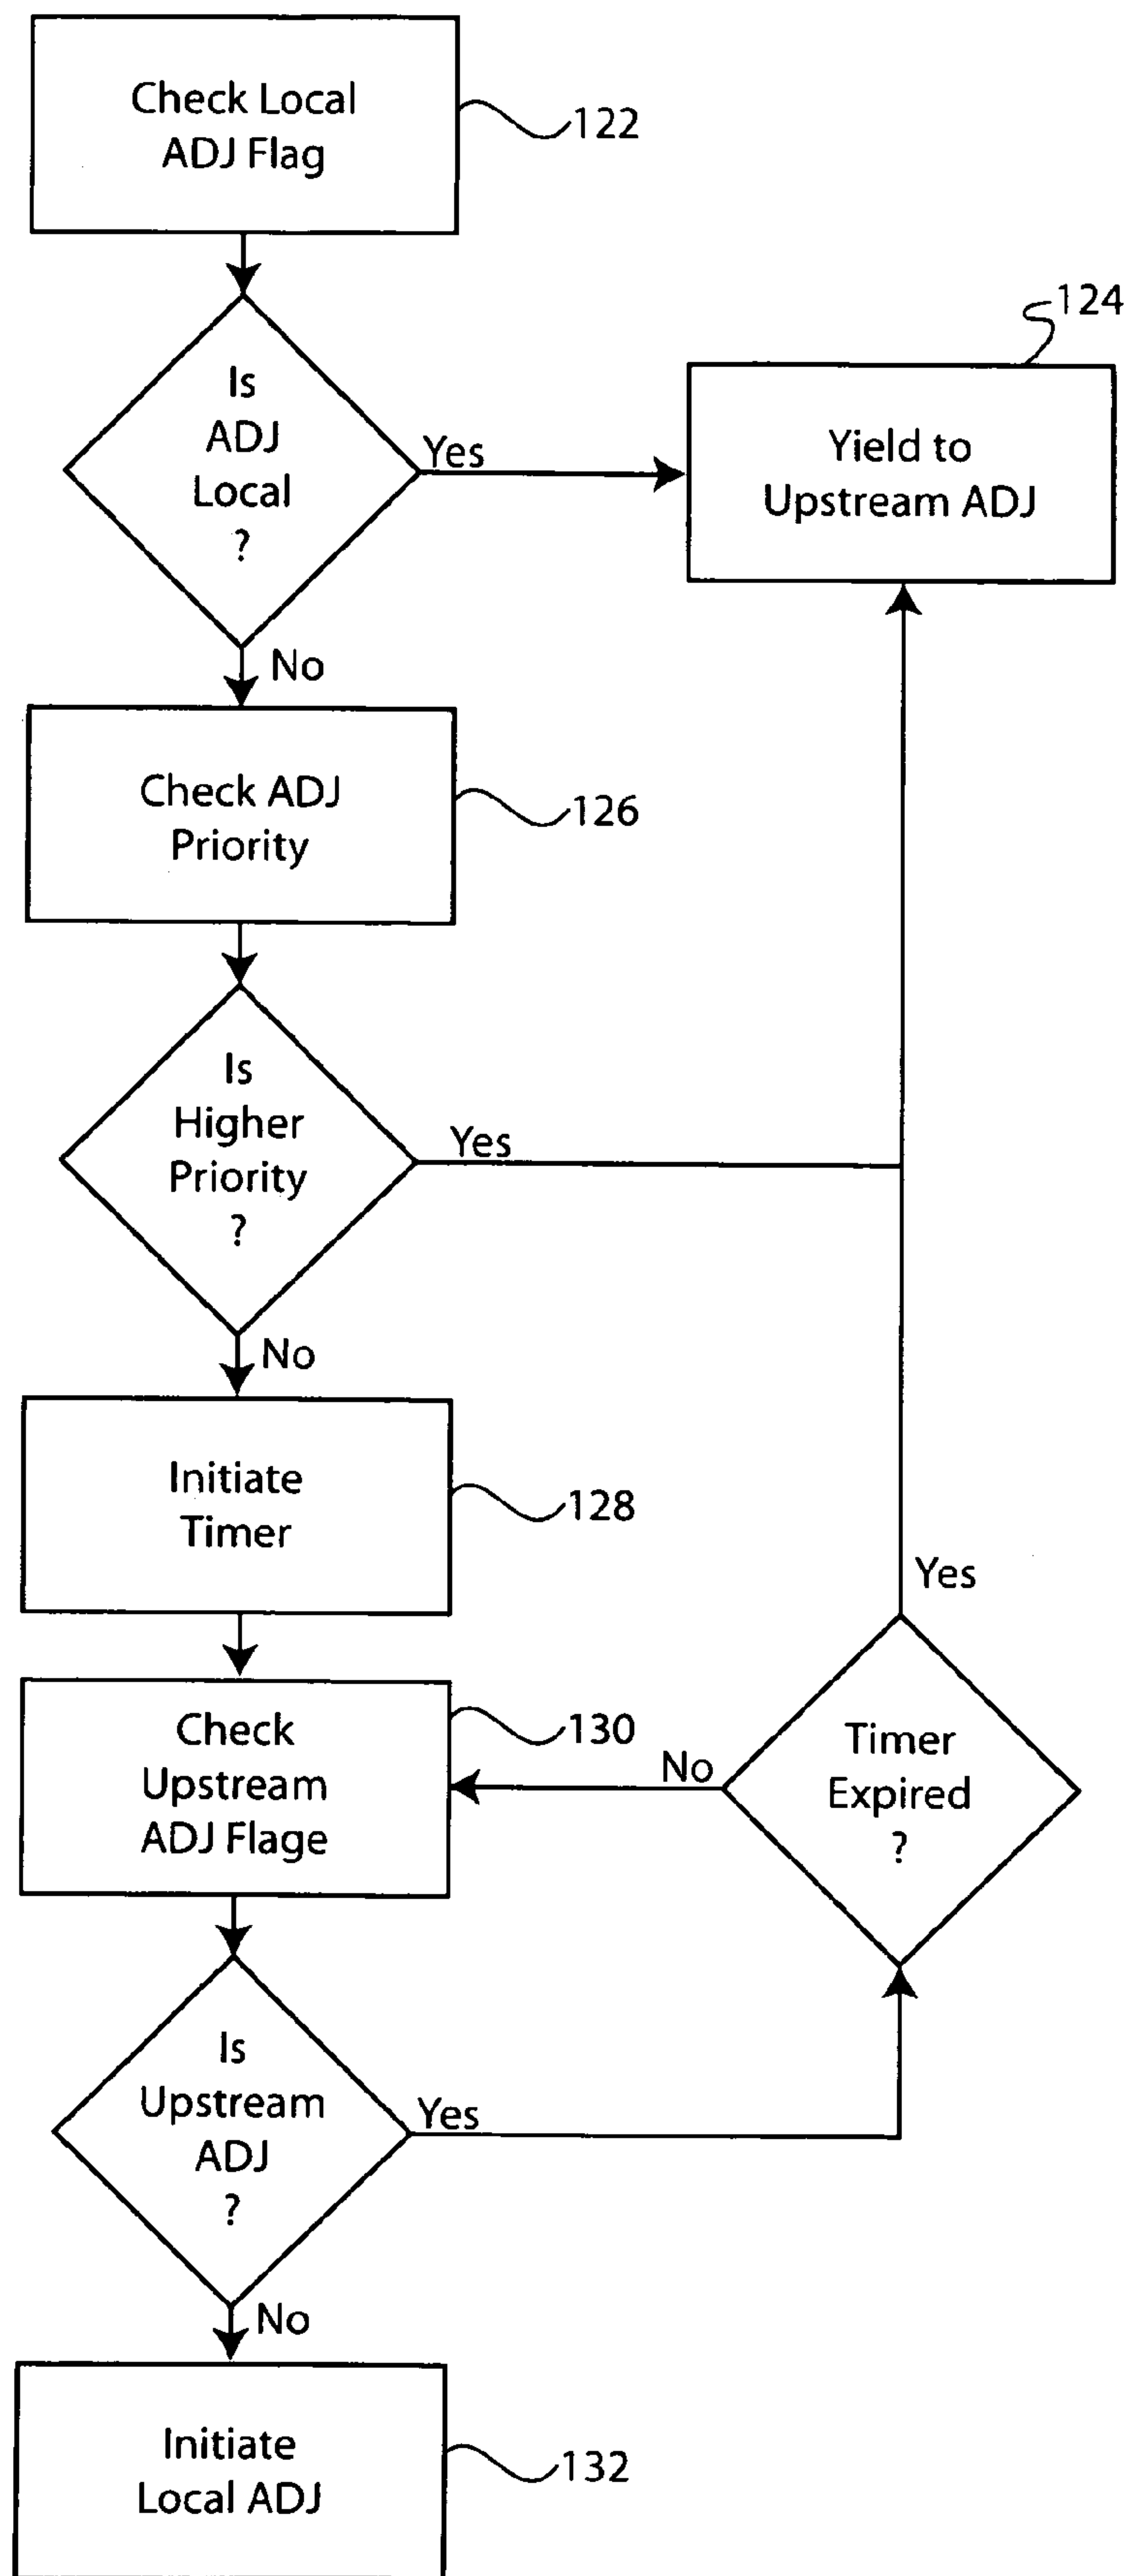 Check Local
ADJ Flag
122
Is
ADJ
Local
?
Yes
124
Yield to
Upstream ADJ
No
Check ADJ
Priority
126
Is
Higher
Priority
?
Yes
No
Initiate
Timer
128
Yes
Check
Upstream
ADJ Flage
130
No
Timer
Expired
?
Is
Upstream
ADJ
?
Yes
No
Initiate
Local ADJ
132